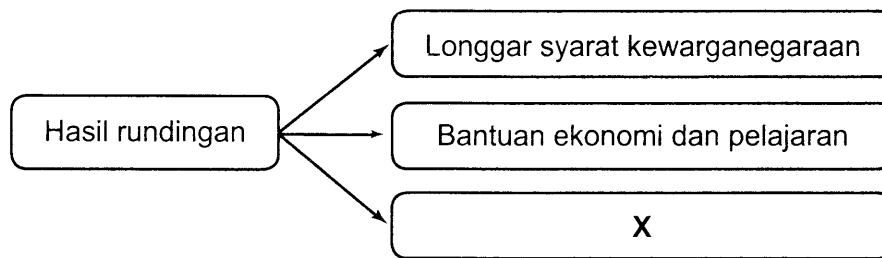 Longgar syarat kewarganegaraan
Hasil rundingan
Bantuan ekonomi dan pelajaran
X